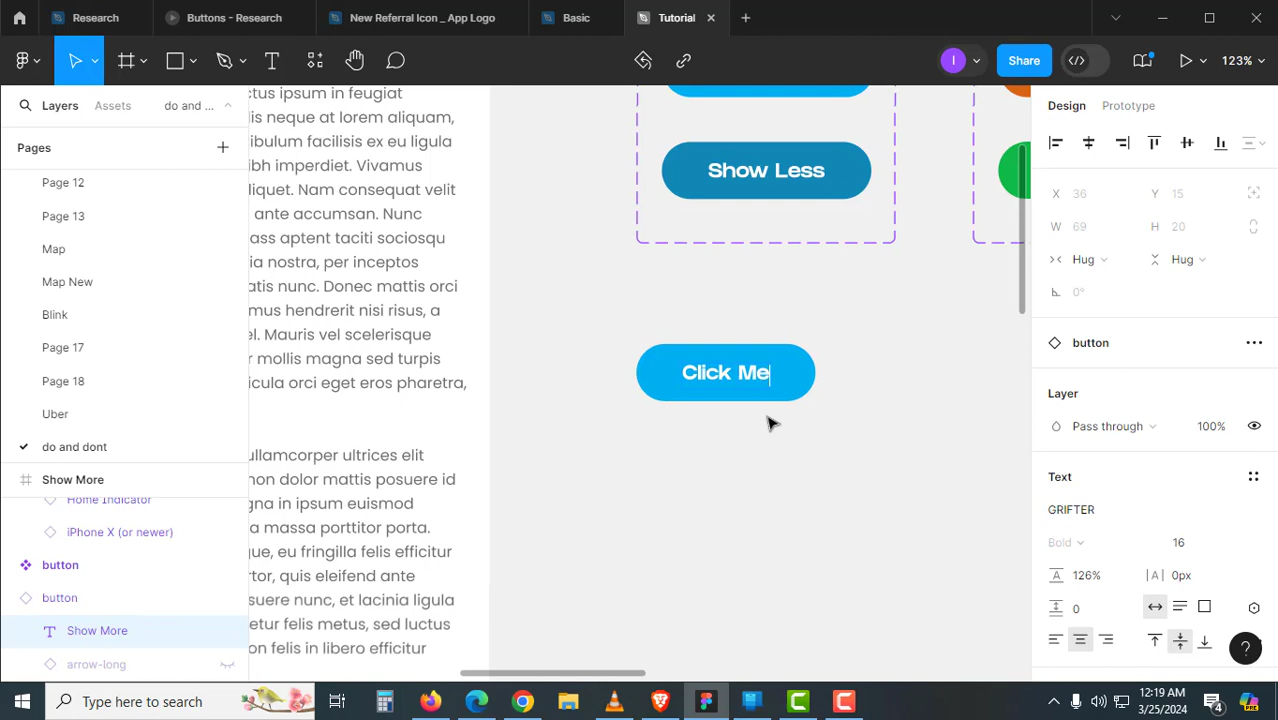 Research
Buttons - Research
New Referral Icon _ App Logo
Basic
Tutorial
I
Share
123%
Layers
Assets
do and ...
Pages
Page 12
Page 13
Map
Map New
Blink
Page 17
Page 18
Uber
do and dont
Show More
Home Indicator
iPhone X (or newer)
button
button
Show More
arrow-long
ctus ipsum in feugiat
lis neque at lorem aliquam,
ibulum facilisis ex eu leo
ibh imperdiet. Vivamus
liquet. Nam consequat velit
ante accumsan. Nunc
ass aptent taciti sociosqu
ia nostra, per inceptos
atis nunc. Donec mattis orci
mus hendrerit nisi risus, a
el. Mauris vel scelerisque
r mollis magna sed turpis
icula orci eget eros pharetra,
ullamcorper ultrices elit
non dolor mattis posuere id
gna in ipsum euismod
a massa porttitor porta.
que, eu fringilla felis efficitur
rtor, quis eleifend ante
suere nunc, et lacinia ligula
get felis metus, sed luctus
n felis in libero efficitur
Show Less
Click Me
Design
Prototype
X 36
Y 15
W 69
H 20
Hug
Hug
0°
button
Layer
Pass through
100%
Text
GRIFTER
Bold
16
126%
0px
0
?
Type here to search
12:19 AM
3/25/2024
4